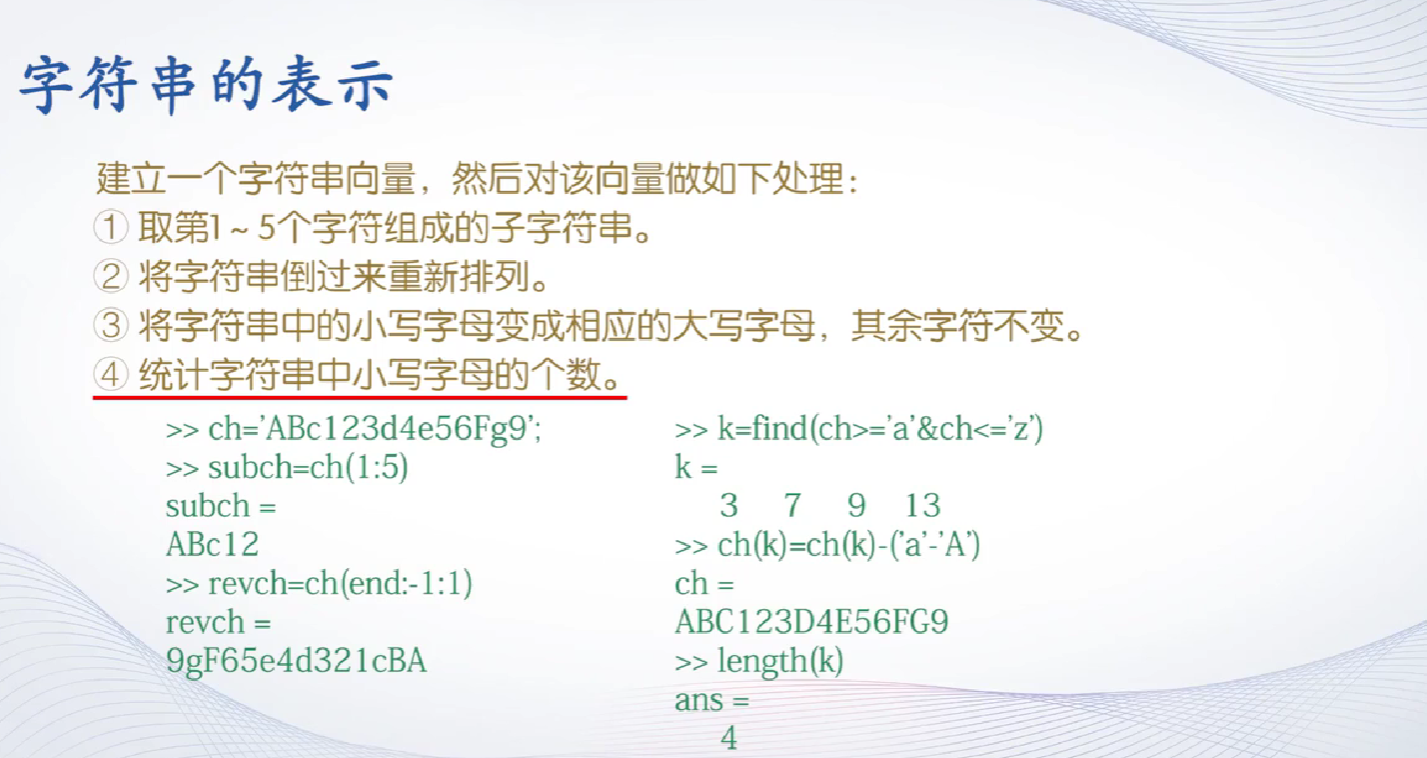 字符串的表示
建立一个字符串向量，然后对该向量做如下处理：
① 取第1～5个字符组成的子字符串。
② 将字符串倒过来重新排列。
③ 将字符串中的小写字母变成相应的大写字母，其余字符不变。
④ 统计字符串中小写字母的个数。
>> ch='ABc123d4e56Fg9';
>> subch=ch(1:5)
subch =
ABc12
>> revch=ch(end:-1:1)
revch =
9gF65e4d321cBA
>> k=find(ch>='a'&ch<='z')
k =
3 7 9 13
>> ch(k)=ch(k)-('a'-'A')
ch =
ABC123D4E56FG9
>> length(k)
ans =
4